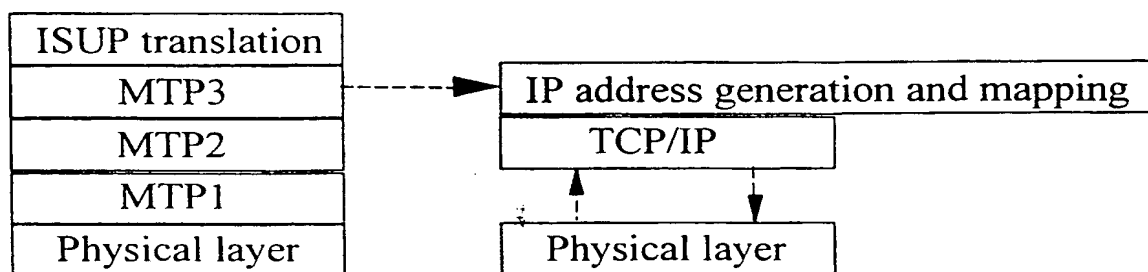 ISUP translation
MTP3
MTP2
MTP1
Physical layer
IP address generation and mapping
TCP/IP
Physical layer